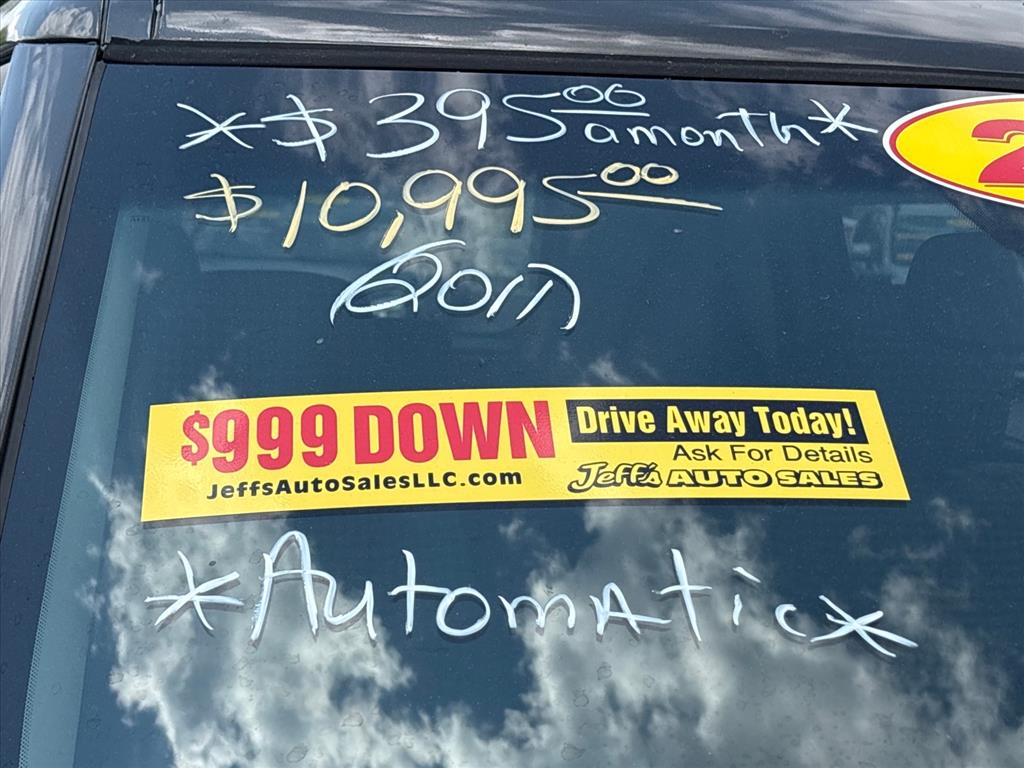 *$395.00 a month*
2
$10,995.00
(2017)
$999 DOWN
JeffsAutoSalesLLC.com
Drive Away Today!
Ask For Details
Jeff's AUTO SALES
*Automatic*